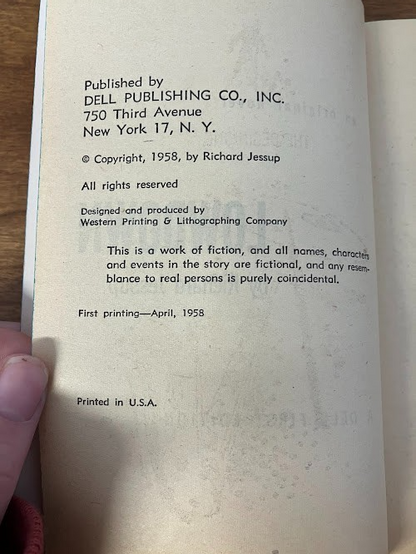 Published by
DELL PUBLISHING CO., INC.
750 Third Avenue
New York 17, N. Y.
© Copyright, 1958, by Richard Jessup
All rights reserved
Designed and produced by
Western Printing & Lithographing Company
This is a work of fiction, and all names, characters
and events in the story are fictional, and any resem-
blance to real persons is purely coincidental.
First printing—April, 1958
Printed in U.S.A.